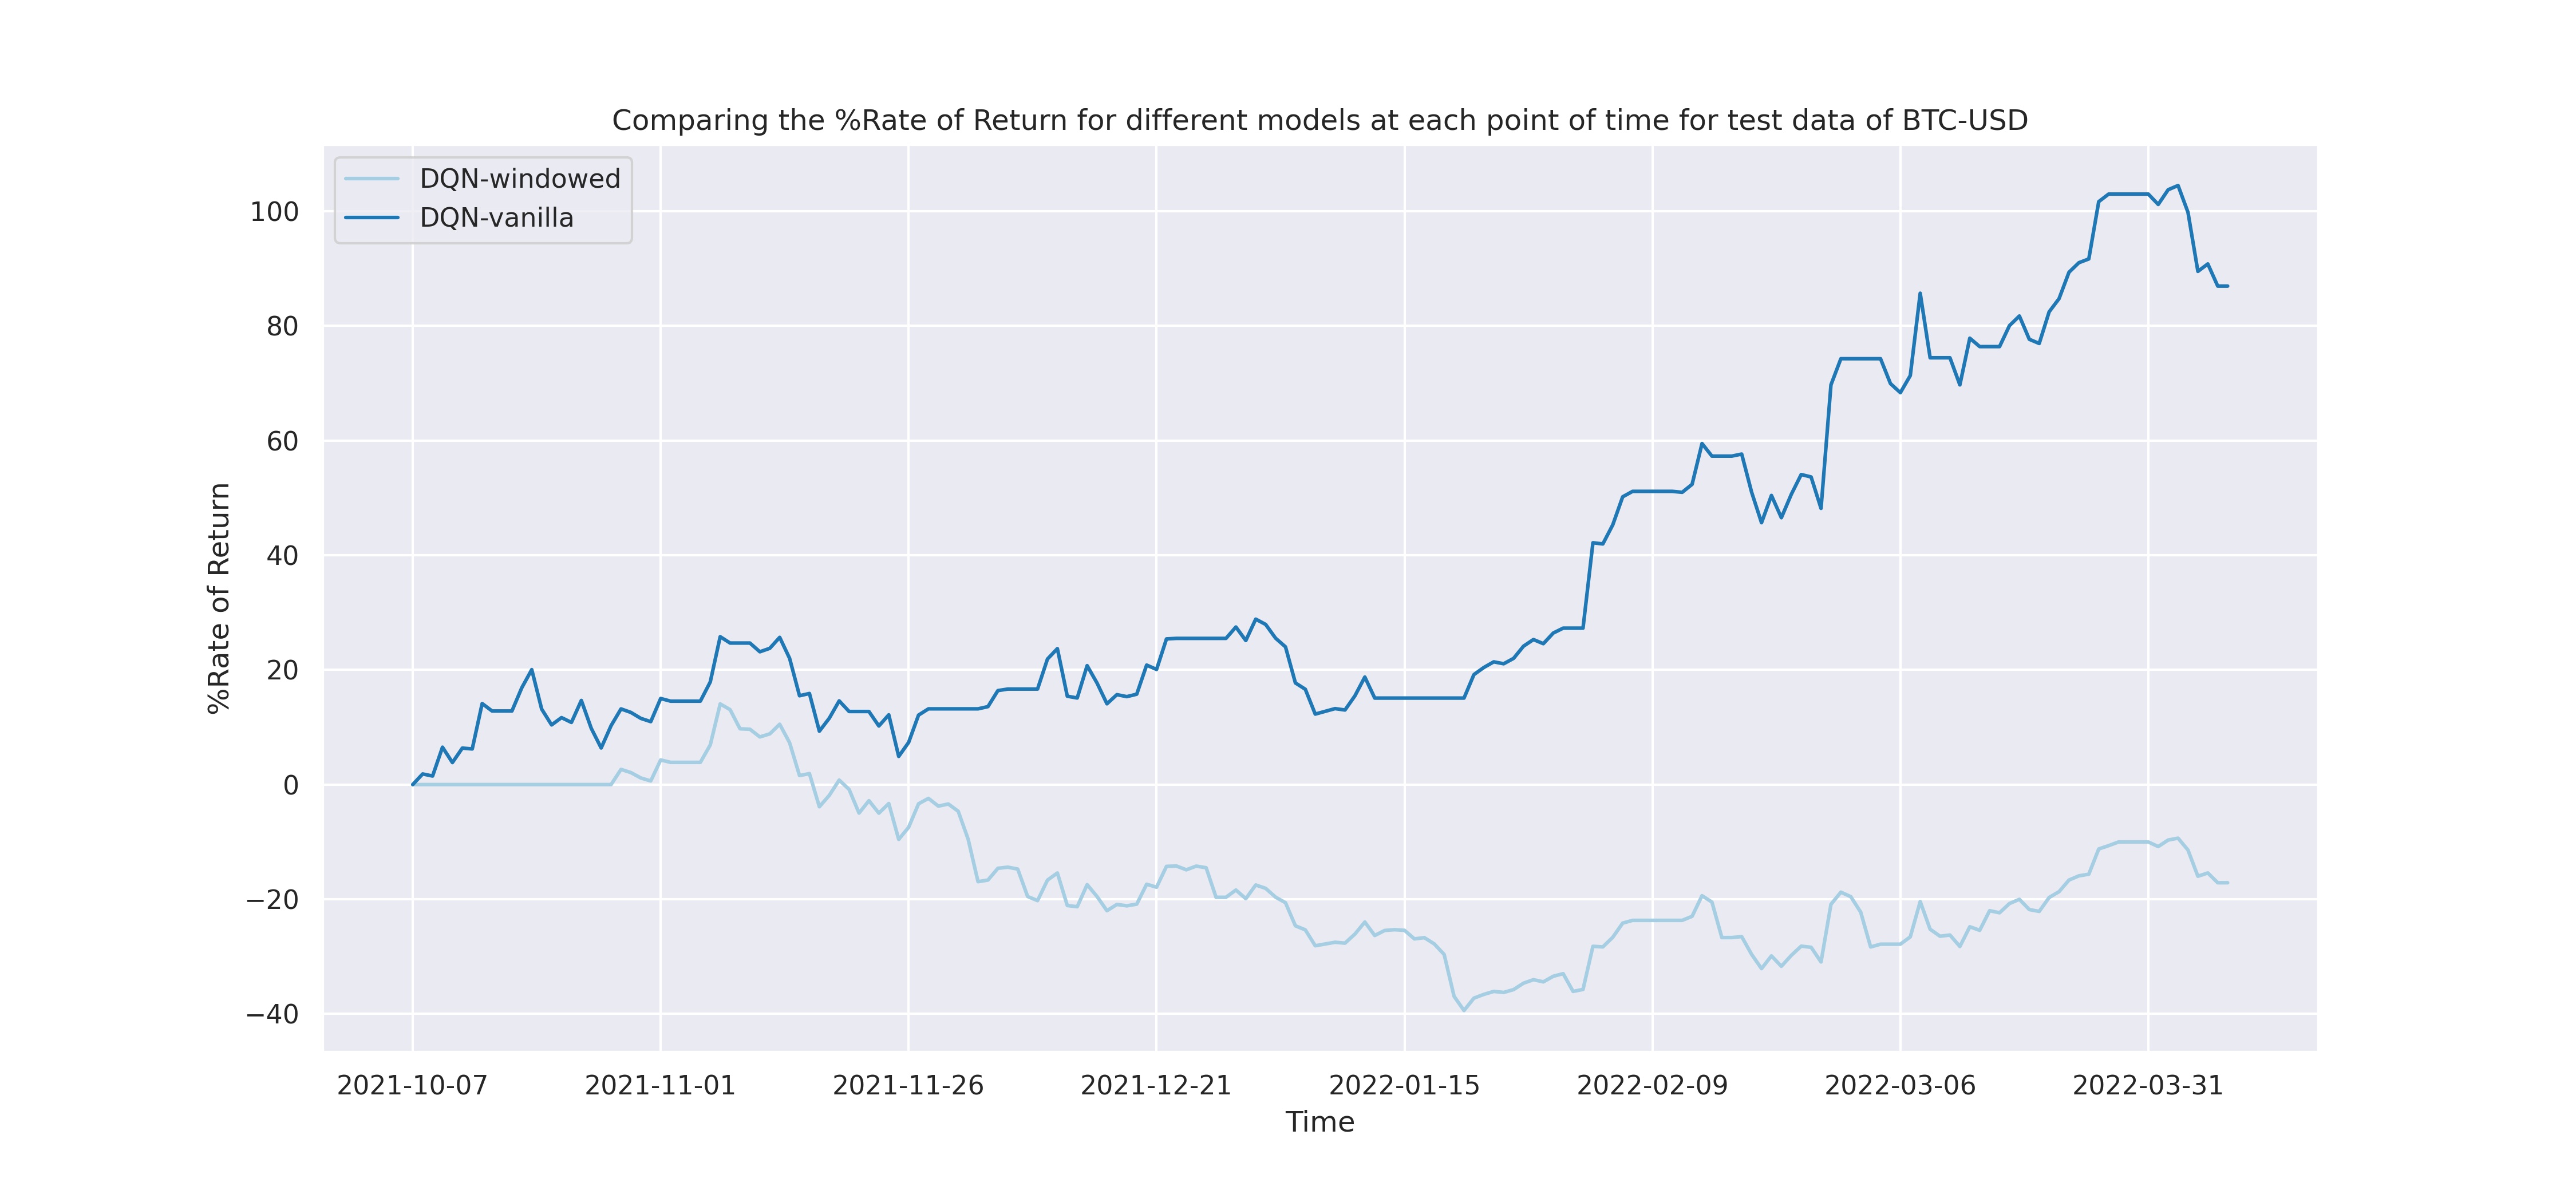 Comparing the %Rate of Return for different models at each point of time for test data of BTC-USD
DQN-windowed
DQN-vanilla
%Rate of Return
100
80
60
40
20
0
−20
−40
2021-10-07 2021-11-01 2021-11-26 2021-12-21 2022-01-15 2022-02-09 2022-03-06 2022-03-31
Time